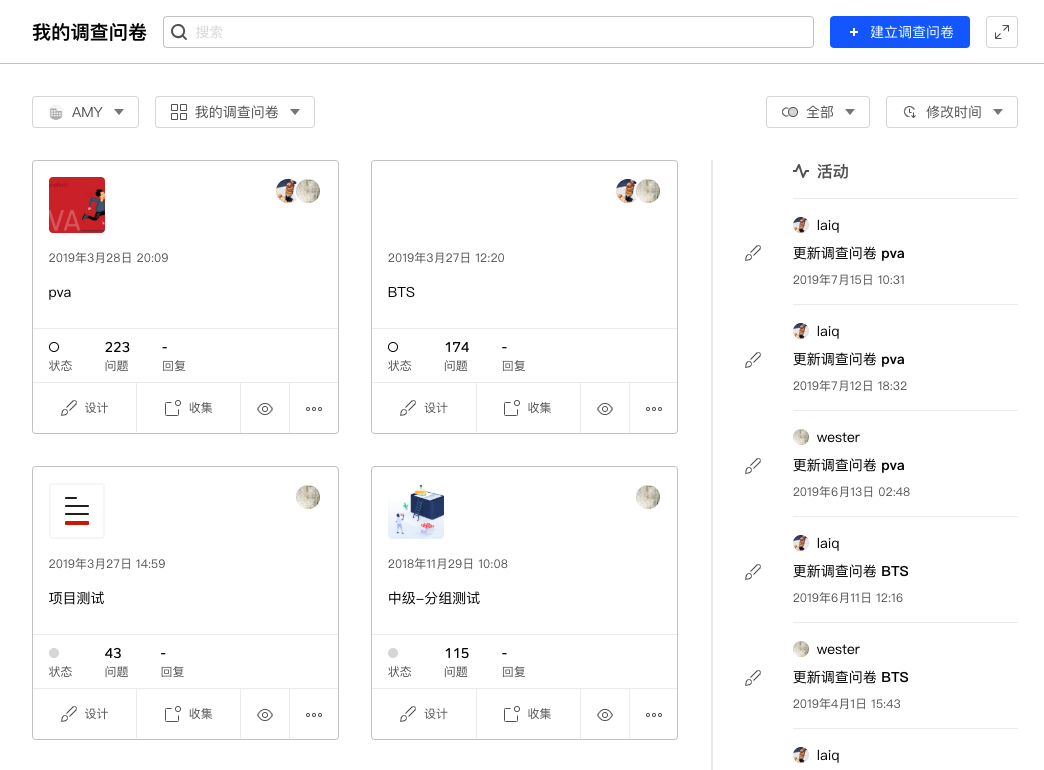 我的调查问卷
搜索
+ 建立调查问卷
AMY
我的调查问卷
全部
修改时间
VA
2019年3月28日 20:09
pva
223
-
状态
问题
回复
设计
收集
2019年3月27日 12:20
BTS
174
-
状态
问题
回复
设计
收集
2019年3月27日 14:59
项目测试
43
-
状态
问题
回复
设计
收集
2018年11月29日 10:08
中级-分组测试
115
-
状态
问题
回复
设计
收集
活动
laiq
更新调查问卷 pva
2019年7月15日 10:31
laiq
更新调查问卷 pva
2019年7月12日 18:32
wester
更新调查问卷 pva
2019年6月13日 02:48
laiq
更新调查问卷 BTS
2019年6月11日 12:16
wester
更新调查问卷 BTS
2019年4月1日 15:43
laiq